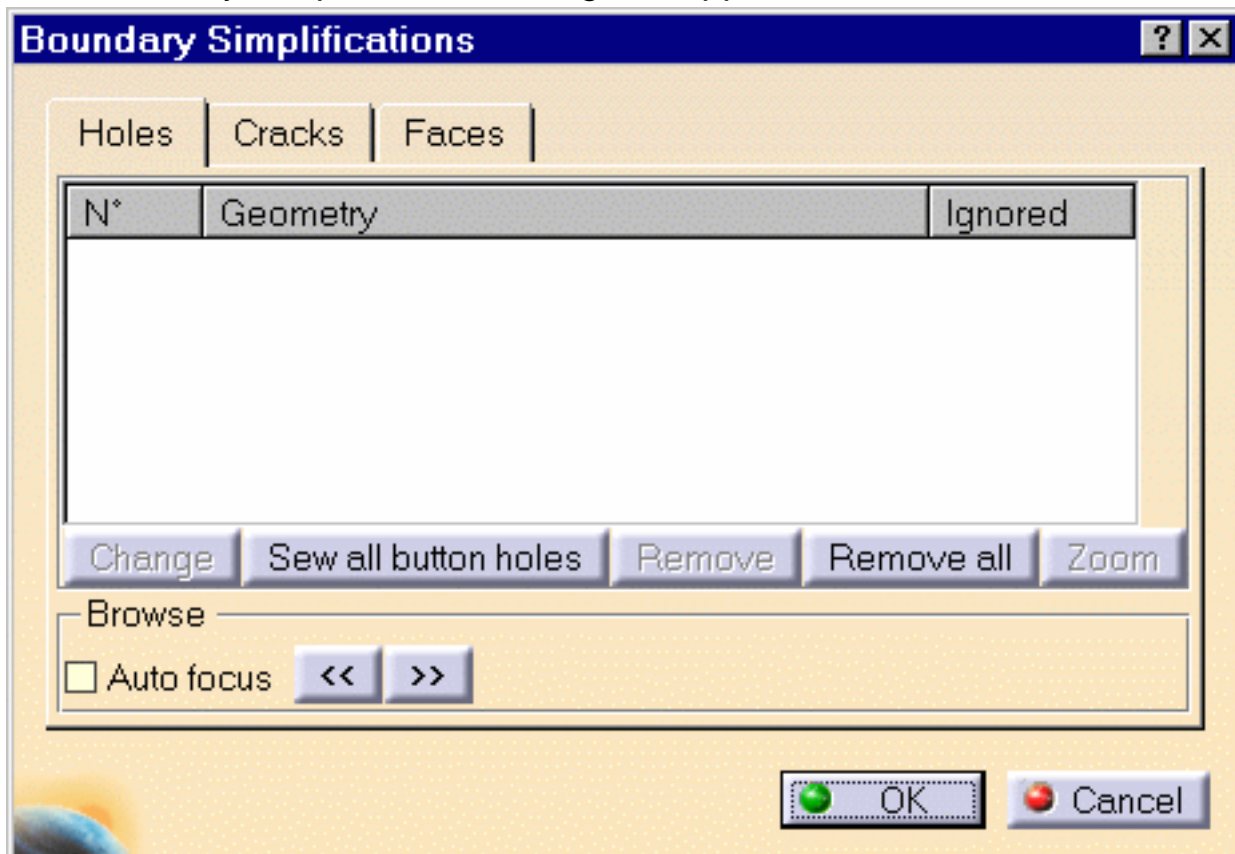 Boundary Simplifications
Holes Cracks Faces
N° Geometry Ignored
Change Sew all button holes Remove Remove all Zoom
Browse
Auto focus << >>
OK Cancel